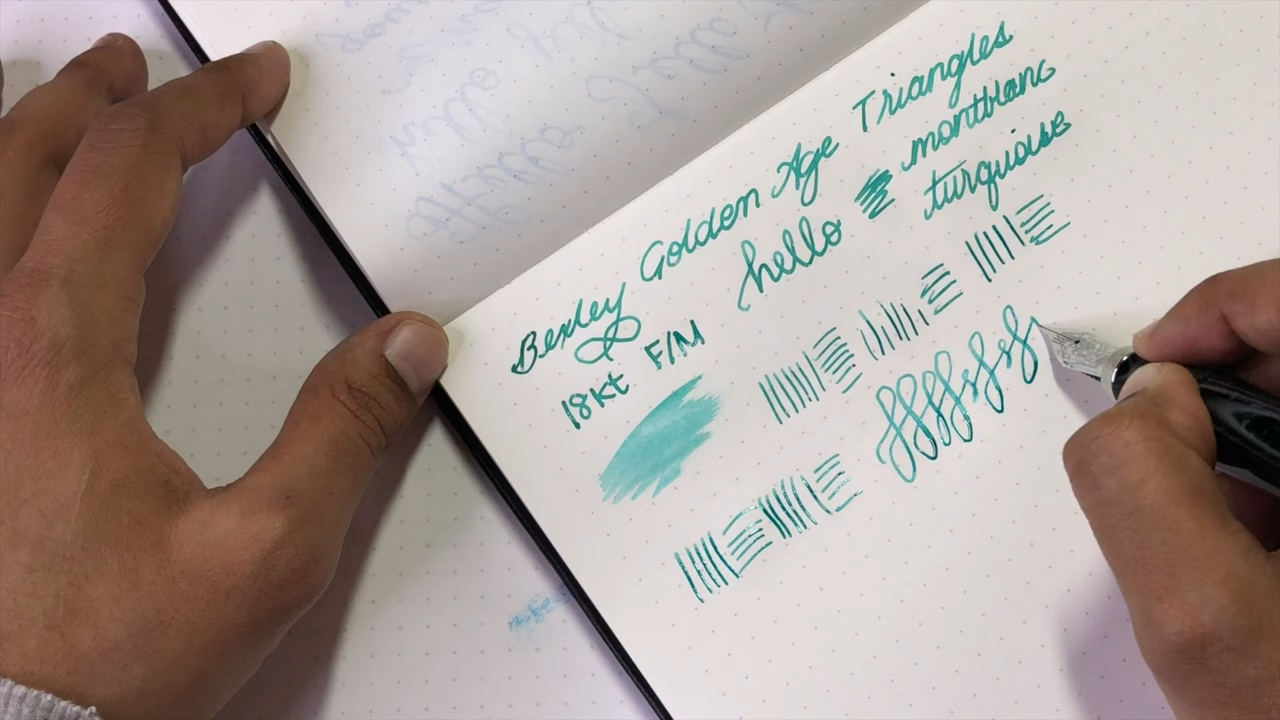 Bexley Golden Age Triangles
18kt F/M hello montblanc
turquoise